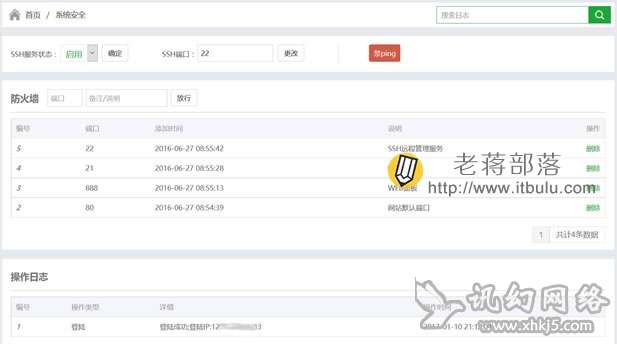 首页 / 系统安全
搜索日志
SSH服务状态： 启用 确定 SSH端口： 22 更改 禁ping
防火墙 端口 备注/说明 放行
编号 端口 添加时间 说明 操作
5 22 2016-06-27 08:55:42 SSH远程管理服务 删除
4 21 2016-06-27 08:55:28 删除
3 888 2016-06-27 08:55:13 WEB面板 删除
2 80 2016-06-27 08:54:39 网站默认端口 删除
老蒋部落
http://www.itbulu.com
1 共计4条数据
操作日志
编号 操作类型 详情 操作时间
1 登陆 登陆成功;登陆IP:12 13 2017-01-10 21:1
讯幻网络
www.xhkj5.com